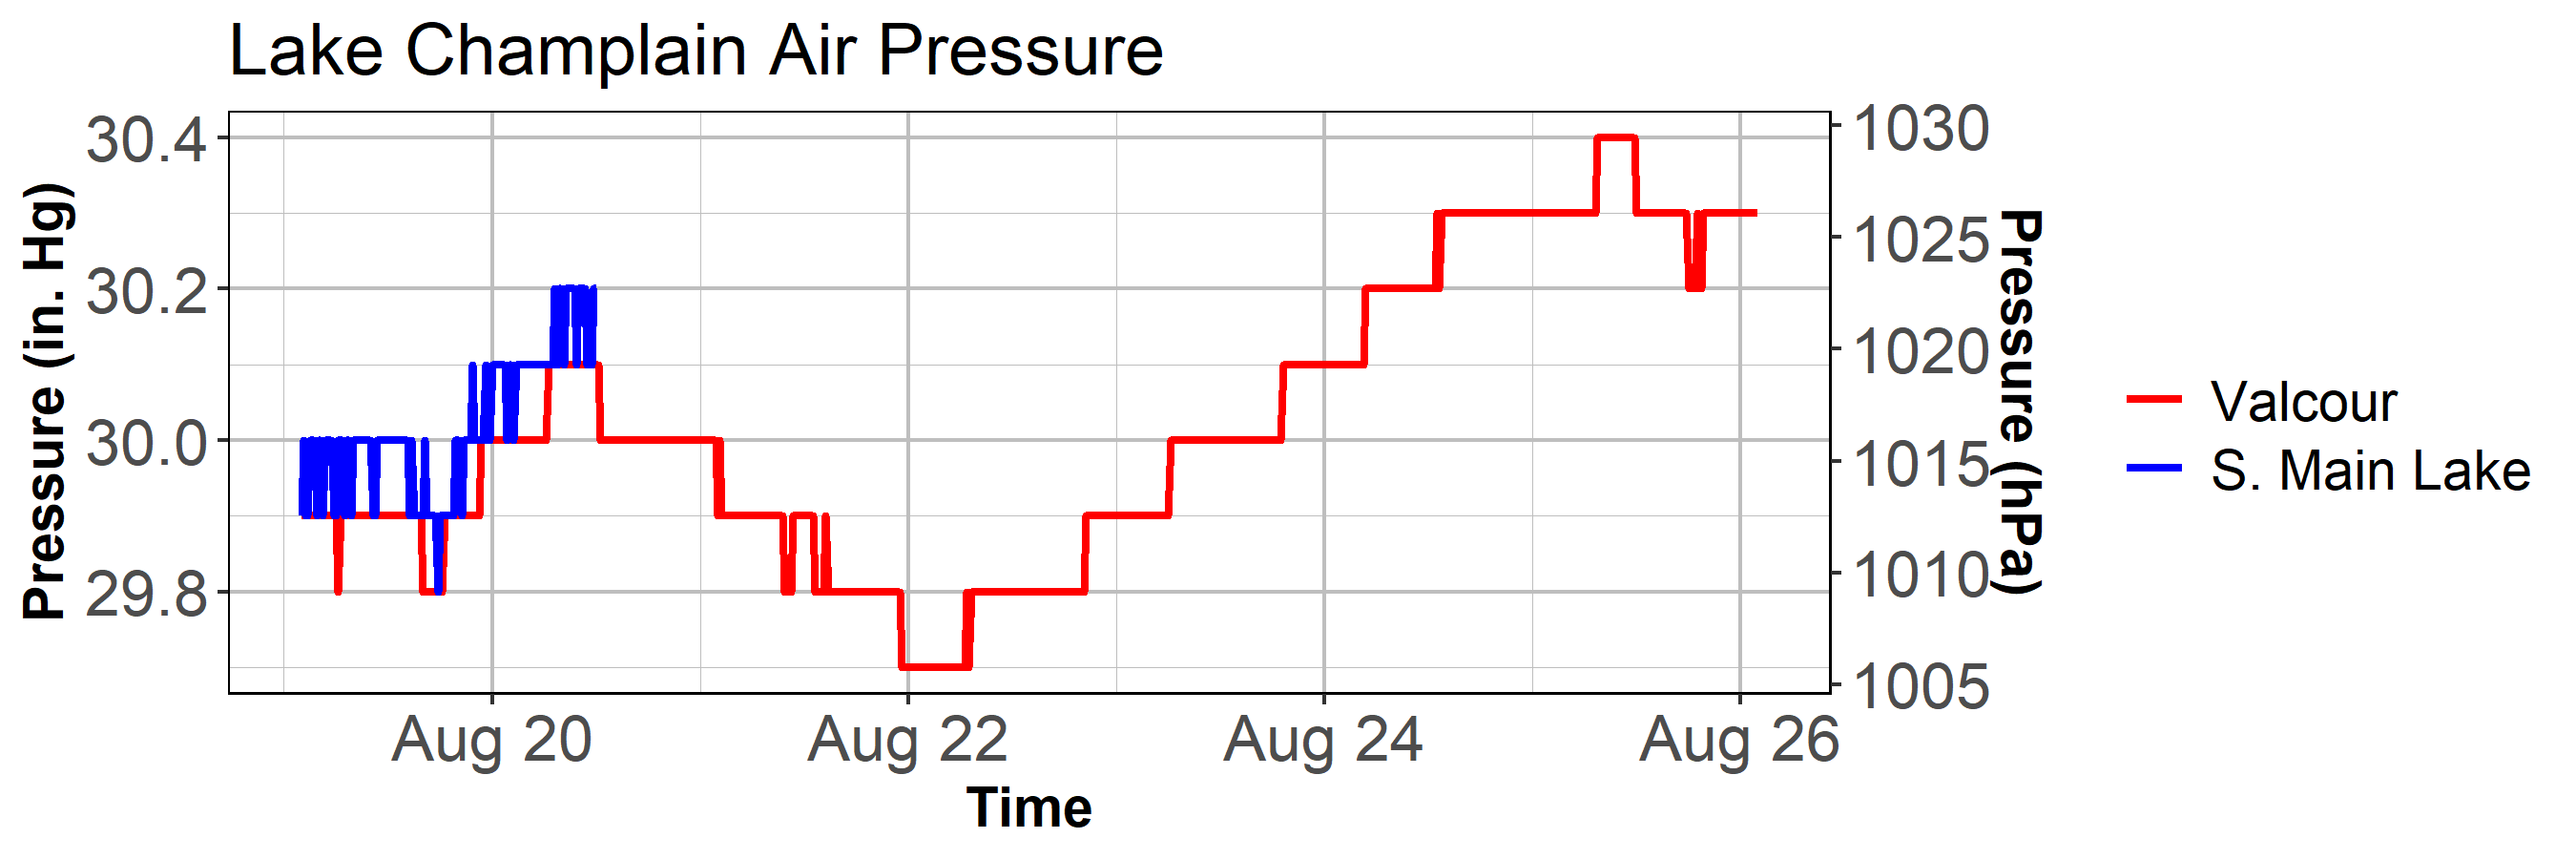 Lake Champlain Air Pressure
Pressure (in. Hg)
30.4
30.2
30.0
29.8
1030
1025
1020
1015
1010
1005
Pressure (hPa)
Aug 20
Aug 22
Aug 24
Aug 26
Time
Valcour
S. Main Lake